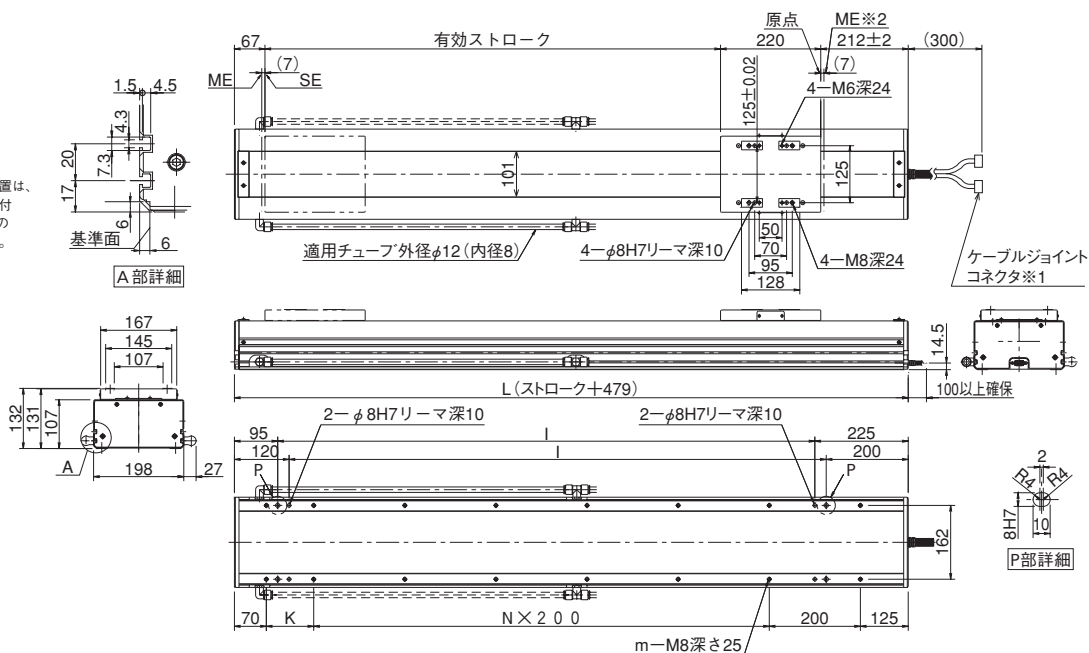 原点
ME※2
67
有効ストローク
220
212±2
(300)
(7)
(7)
ME
SE
125±0.02
4－M6深24
1.5
4.5
4.3
7.3
20
17
6
6
基準面
A部詳細
置は、
付
の
。
101
125
適用チューブ外径φ12（内径8）
4－φ8H7リーマ深10
50
70
95
128
4－M8深24
ケーブルジョイント
コネクタ※1
167
145
107
132
131
107
A
198
27
14.5
L（ストローク＋479）
100以上確保
2－φ8H7リーマ深10
2－φ8H7リーマ深10
95
I
225
120
I
200
P
P
162
2
R4
R4
8H7
10
P部詳細
70
K
N×200
200
125
m－M8深さ25